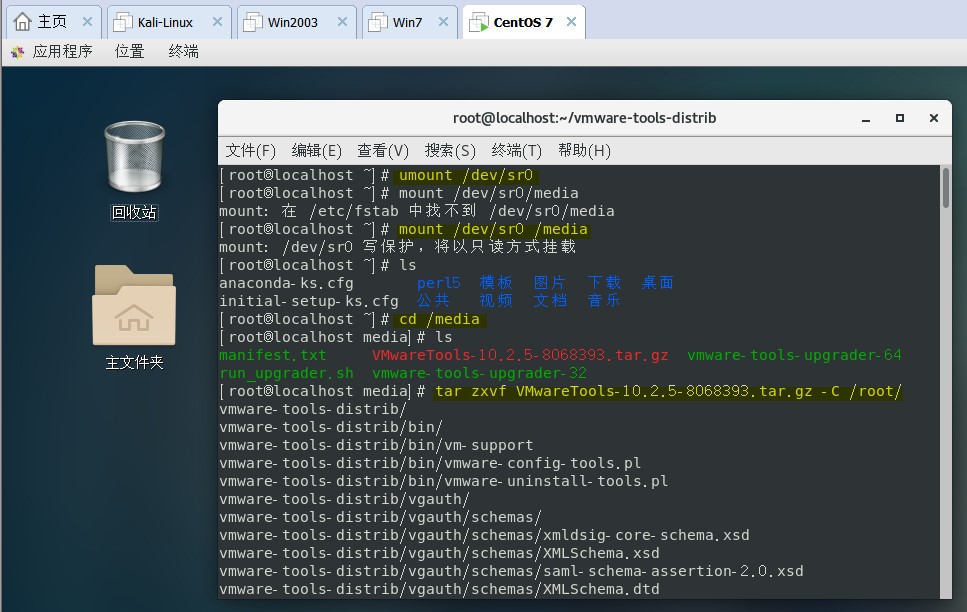 主页 Kali-Linux Win2003 Win7 CentOS 7
应用程序 位置 终端
root@localhost:~/vmware-tools-distrib
文件(F) 编辑(E) 查看(V) 搜索(S) 终端(T) 帮助(H)
[root@localhost ~]# umount /dev/sr0
[root@localhost ~]# mount /dev/sr0/media
mount: 在 /etc/fstab 中找不到 /dev/sr0/media
[root@localhost ~]# mount /dev/sr0 /media
mount: /dev/sr0 写保护，将以只读方式挂载
[root@localhost ~]# ls
anaconda-ks.cfg perl5 模板 图片 下载 桌面
initial-setup-ks.cfg 公共 视频 文档 音乐
[root@localhost ~]# cd /media
[root@localhost media]# ls
manifest.txt VMwareTools-10.2.5-8068393.tar.gz vmware-tools-upgrader-64
run_upgrader.sh vmware-tools-upgrader-32
[root@localhost media]# tar zxvf VMwareTools-10.2.5-8068393.tar.gz -C /root/
vmware-tools-distrib/
vmware-tools-distrib/bin/
vmware-tools-distrib/bin/vm-support
vmware-tools-distrib/bin/vmware-config-tools.pl
vmware-tools-distrib/bin/vmware-uninstall-tools.pl
vmware-tools-distrib/vgauth/
vmware-tools-distrib/vgauth/schemas/
vmware-tools-distrib/vgauth/schemas/xmldsig-core-schema.xsd
vmware-tools-distrib/vgauth/schemas/XMLSchema.xsd
vmware-tools-distrib/vgauth/schemas/saml-schema-assertion-2.0.xsd
vmware-tools-distrib/vgauth/schemas/XMLSchema.dtd
回收站
主文件夹